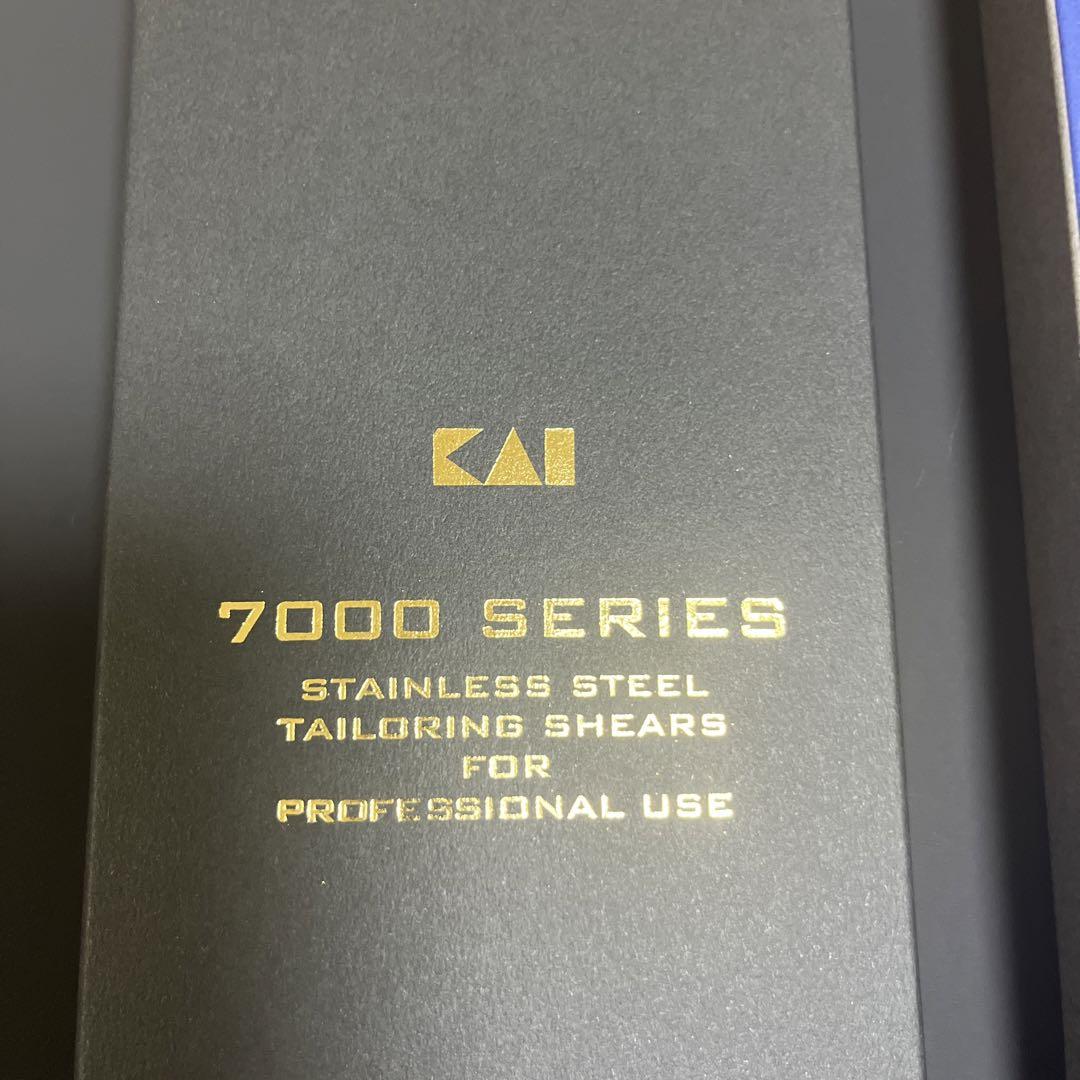 KAI
7000 SERIES
STAINLESS STEEL
TAILORING SHEARS
FOR
PROFESSIONAL USE